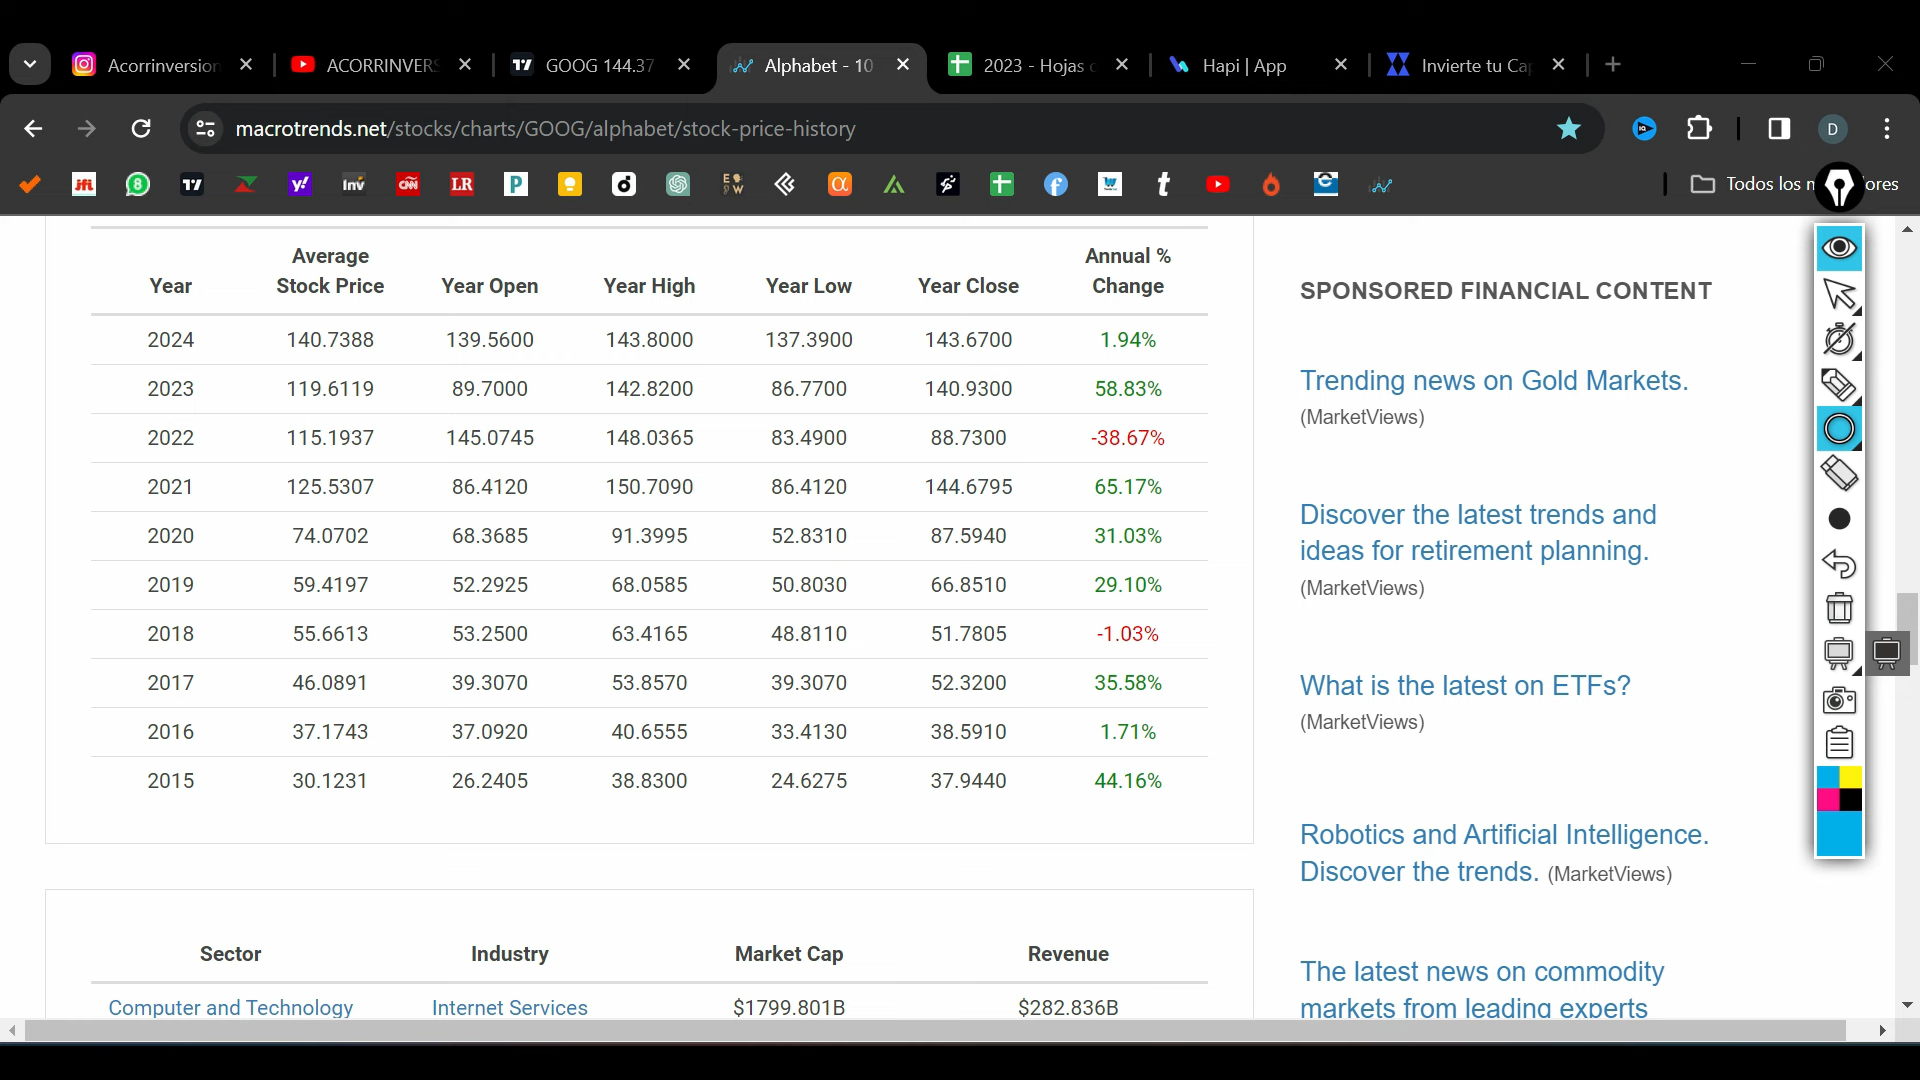 Acorrinversion
ACORRINVERS
GOOG 144.37
Alphabet - 10
2023 - Hojas c
Hapi | App
Invierte tu Cap
macrotrends.net/stocks/charts/GOOG/alphabet/stock-price-history
D
jfi
8
y!
Inv
CNN
LR
P
Todos los m
ores
Year Average Stock Price Year Open Year High Year Low Year Close Annual % Change
2024 140.7388 139.5600 143.8000 137.3900 143.6700 1.94%
2023 119.6119 89.7000 142.8200 86.7700 140.9300 58.83%
2022 115.1937 145.0745 148.0365 83.4900 88.7300 -38.67%
2021 125.5307 86.4120 150.7090 86.4120 144.6795 65.17%
2020 74.0702 68.3685 91.3995 52.8310 87.5940 31.03%
2019 59.4197 52.2925 68.0585 50.8030 66.8510 29.10%
2018 55.6613 53.2500 63.4165 48.8110 51.7805 -1.03%
2017 46.0891 39.3070 53.8570 39.3070 52.3200 35.58%
2016 37.1743 37.0920 40.6555 33.4130 38.5910 1.71%
2015 30.1231 26.2405 38.8300 24.6275 37.9440 44.16%
Sector Industry Market Cap Revenue
Computer and Technology Internet Services $1799.801B $282.836B
SPONSORED FINANCIAL CONTENT
Trending news on Gold Markets.
(MarketViews)
Discover the latest trends and
ideas for retirement planning.
(MarketViews)
What is the latest on ETFs?
(MarketViews)
Robotics and Artificial Intelligence.
Discover the trends. (MarketViews)
The latest news on commodity
markets from leading experts